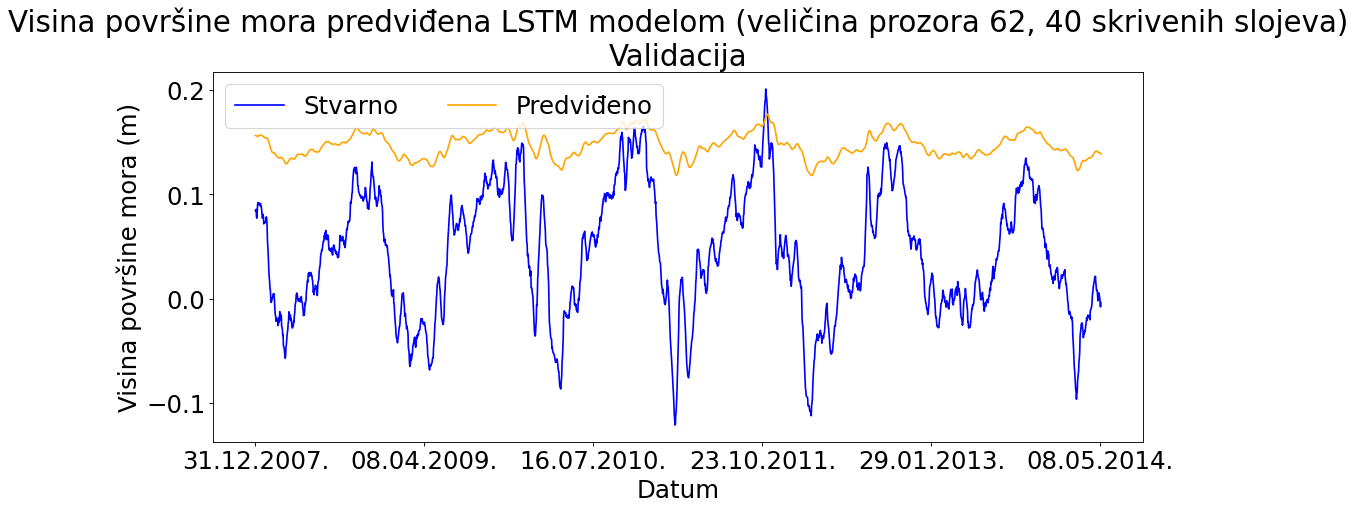 Visina površine mora predviđena LSTM modelom (veličina prozora 62, 40 skrivenih slojeva)
Validacija
Stvarno Predviđeno
Visina površine mora (m)
0.2
0.1
0.0
−0.1
31.12.2007. 08.04.2009. 16.07.2010. 23.10.2011. 29.01.2013. 08.05.2014.
Datum